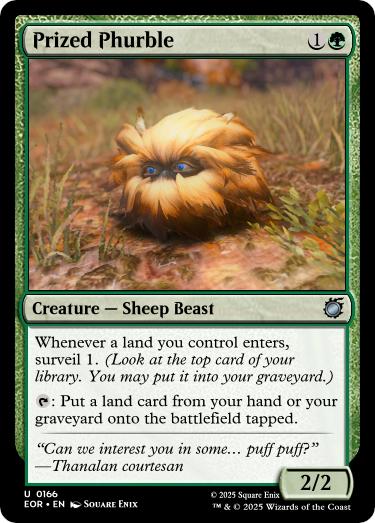 Prized Phurble 1
Creature — Sheep Beast
Whenever a land you control enters,
surveil 1. (Look at the top card of your
library. You may put it into your graveyard.)
: Put a land card from your hand or your
graveyard onto the battlefield tapped.
“Can we interest you in some… puff puff?”
—Thanalan courtesan
2/2
U 0166
EOR • EN SQUARE ENIX
© 2025 Square Enix
™ & © 2025 Wizards of the Coast